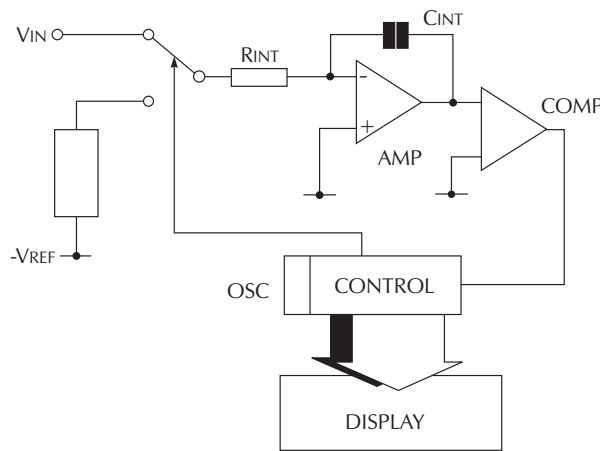 VIN
CINT
RINT
-
+
AMP
COMP
-VREF
OSC
CONTROL
DISPLAY